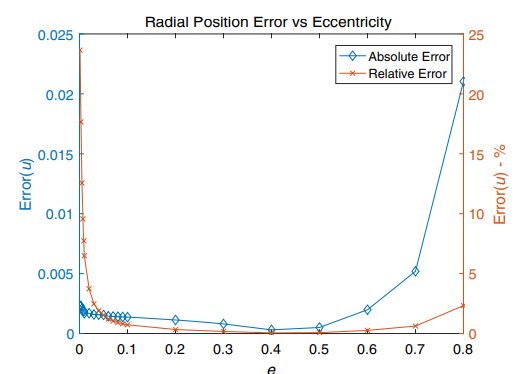 Radial Position Error vs Eccentricity
0.025
0.02
0.015
0.01
0.005
0
Error(u)
25
20
15
10
5
0
Error(u) - %
Absolute Error
Relative Error
0 0.1 0.2 0.3 0.4 0.5 0.6 0.7 0.8
e